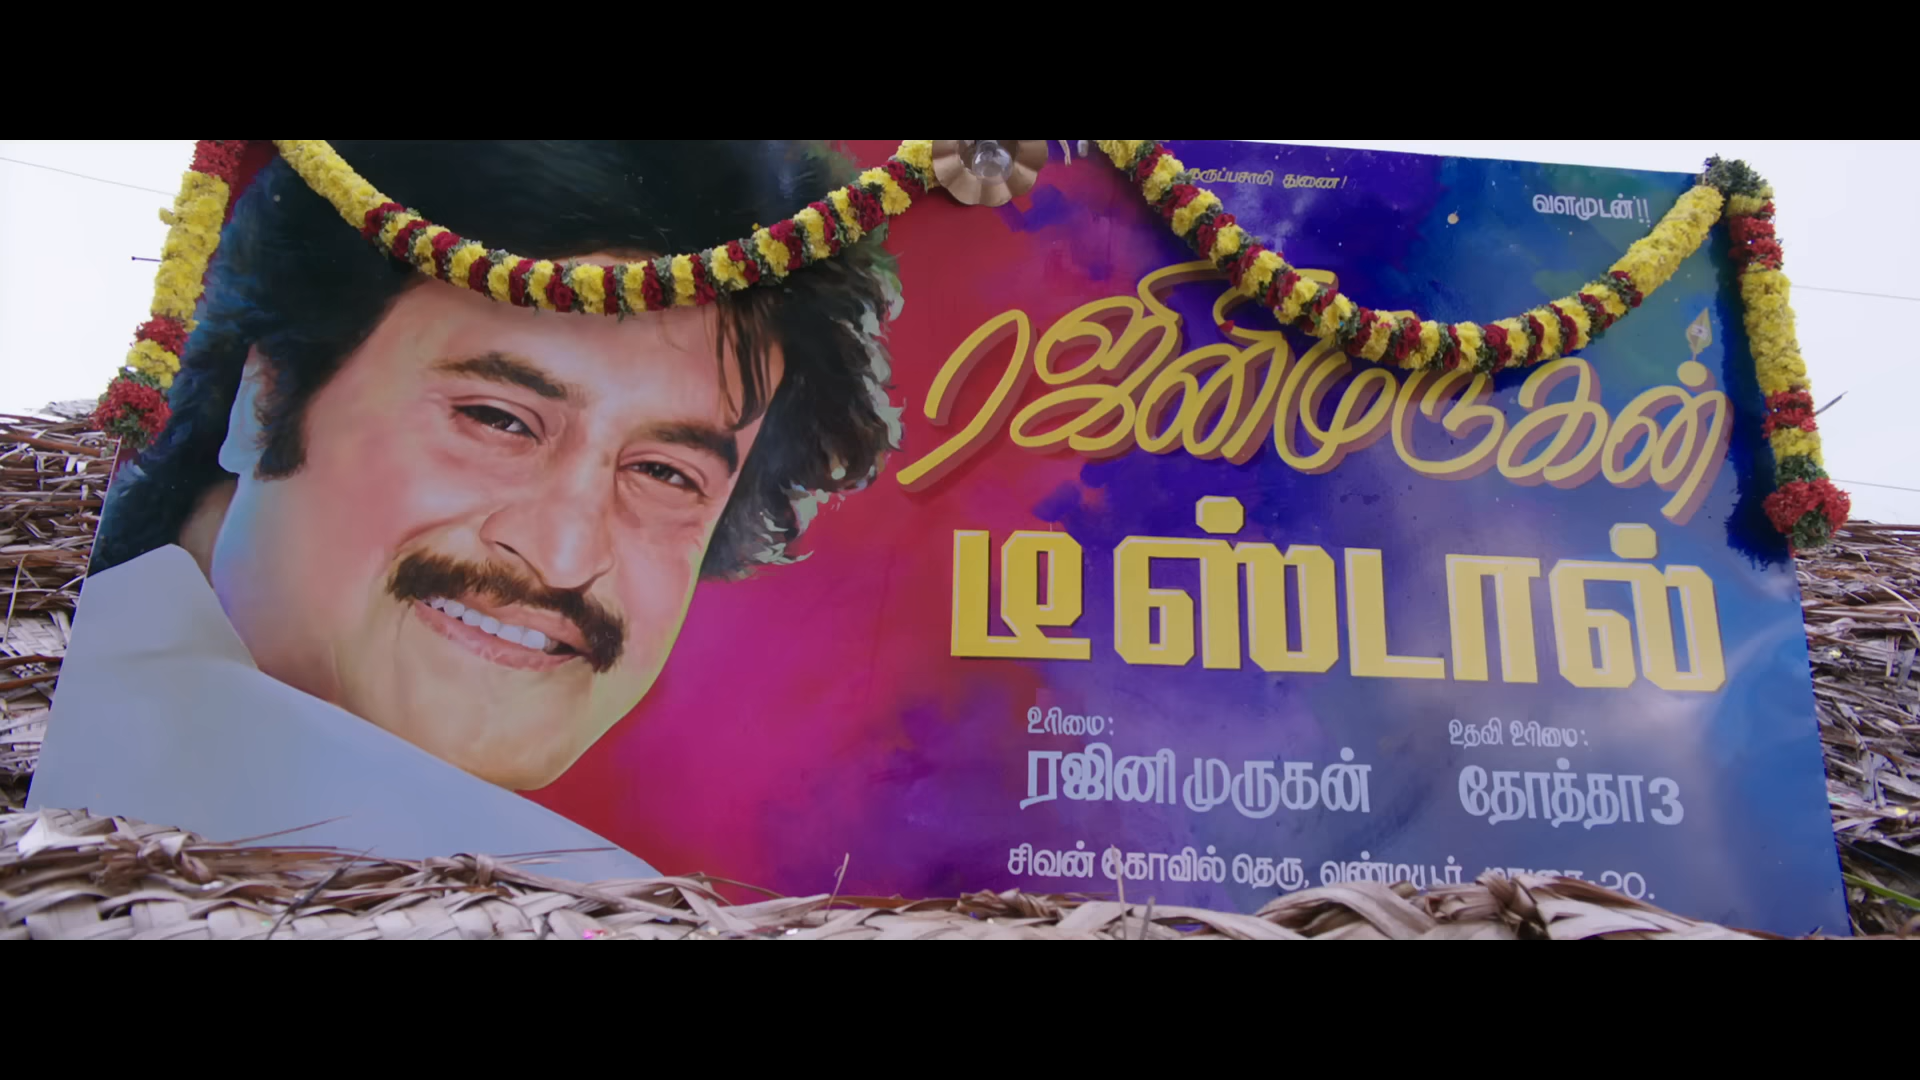 துணை!
வளமுடன்!!
ரஜினிமுருகன்
டீ ஸ்டால்
உரிமை:
ரஜினி முருகன்
உதவி உரிமை:
தோத்தா 3
சிவன் கோவில் தெரு,